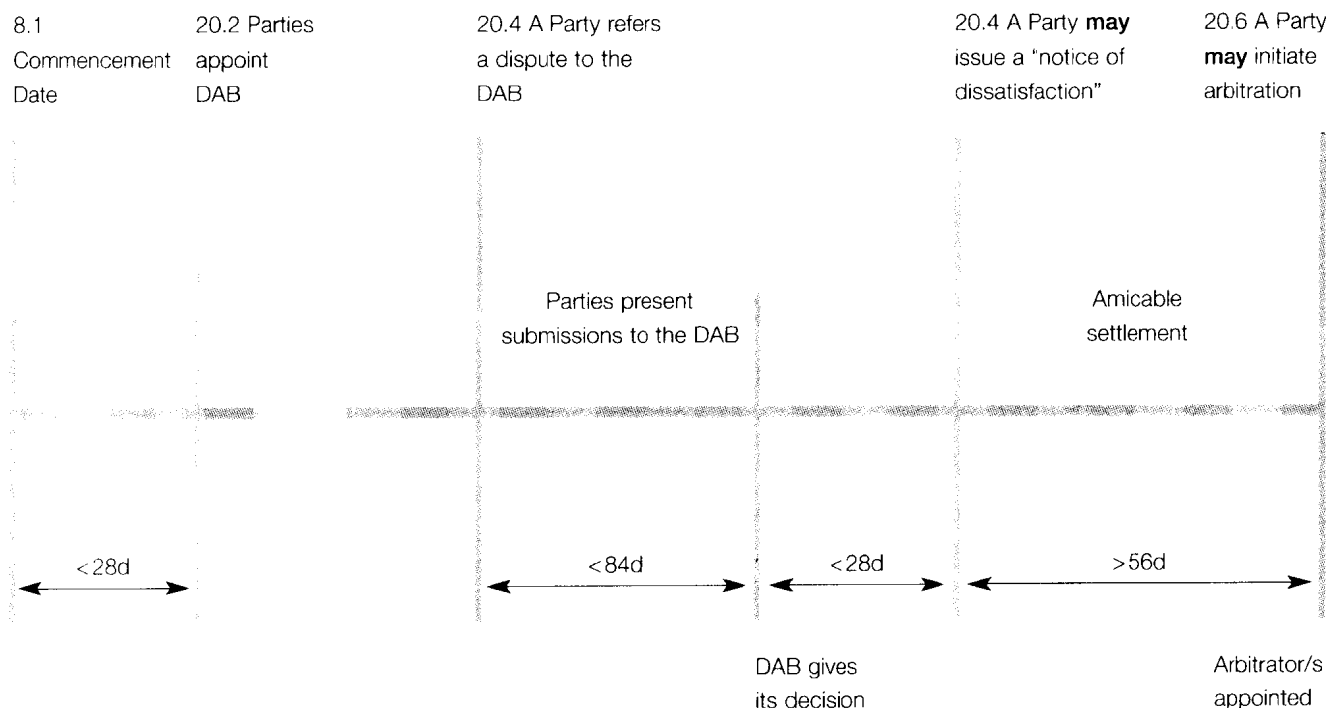 8.1
Commencement
Date
20.2 Parties
appoint
DAB
20.4 A Party refers
a dispute to the
DAB
20.4 A Party may
issue a "notice of
dissatisfaction"
20.6 A Party
may initiate
arbitration
Parties present
submissions to the DAB
Amicable
settlement
<28d
<84d
<28d
>56d
DAB gives
its decision
Arbitrator/s
appointed